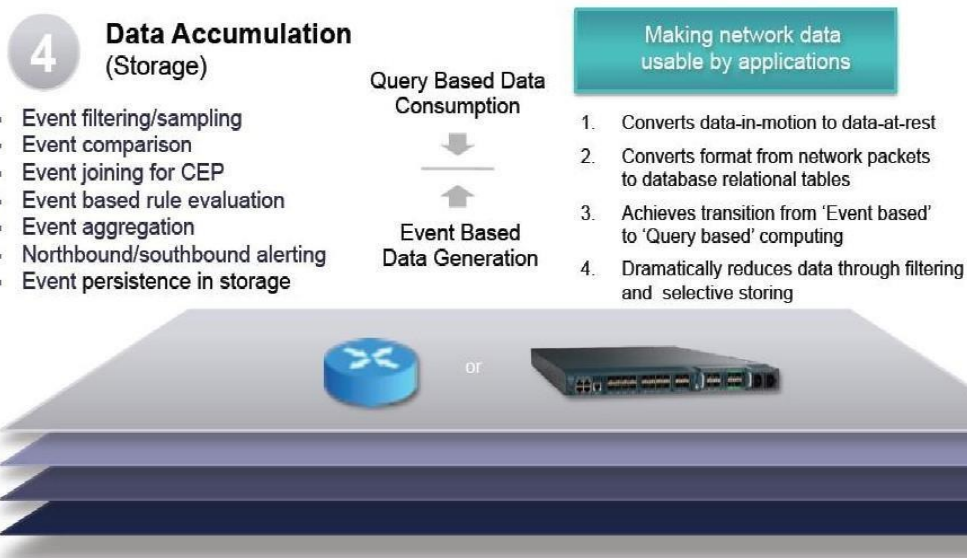 4
Data Accumulation
(Storage)
Event filtering/sampling
Event comparison
Event joining for CEP
Event based rule evaluation
Event aggregation
Northbound/southbound alerting
Event persistence in storage
Query Based Data
Consumption
Event Based
Data Generation
Making network data
usable by applications
1. Converts data-in-motion to data-at-rest
2. Converts format from network packets
to database relational tables
3. Achieves transition from ‘Event based’
to ‘Query based’ computing
4. Dramatically reduces data through filtering
and selective storing
or